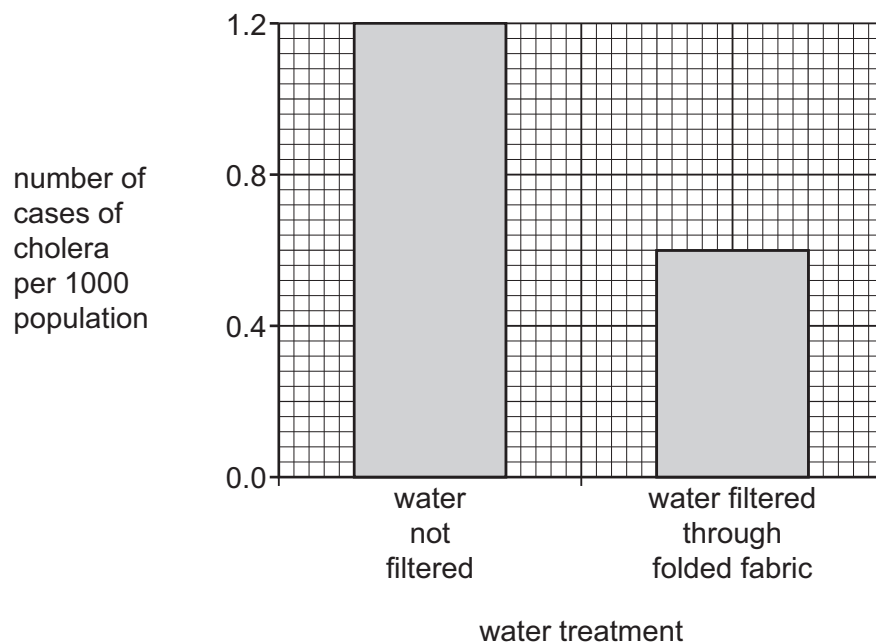 1.2
0.8
0.4
0.0
number of
cases of
cholera
per 1000
population
water
not
filtered
water filtered
through
folded fabric
water treatment